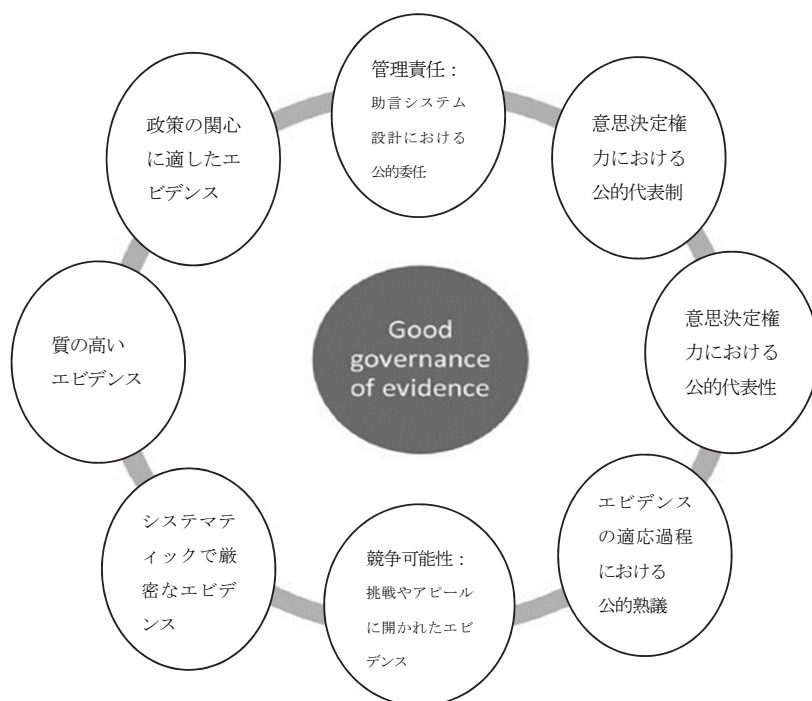 管理責任：
助言システム
設計における
公的委任
意思決定権
力における
公的代表制
意思決定権
力における
公的代表性
エビデンス
の適応過程
における
公的熟議
競争可能性：
挑戦やアピール
に開かれたエビ
デンス
システマテ
ィックで厳
密なエビデ
ンス
質の高い
エビデンス
政策の関心
に適したエ
ビデンス
Good
governance
of evidence